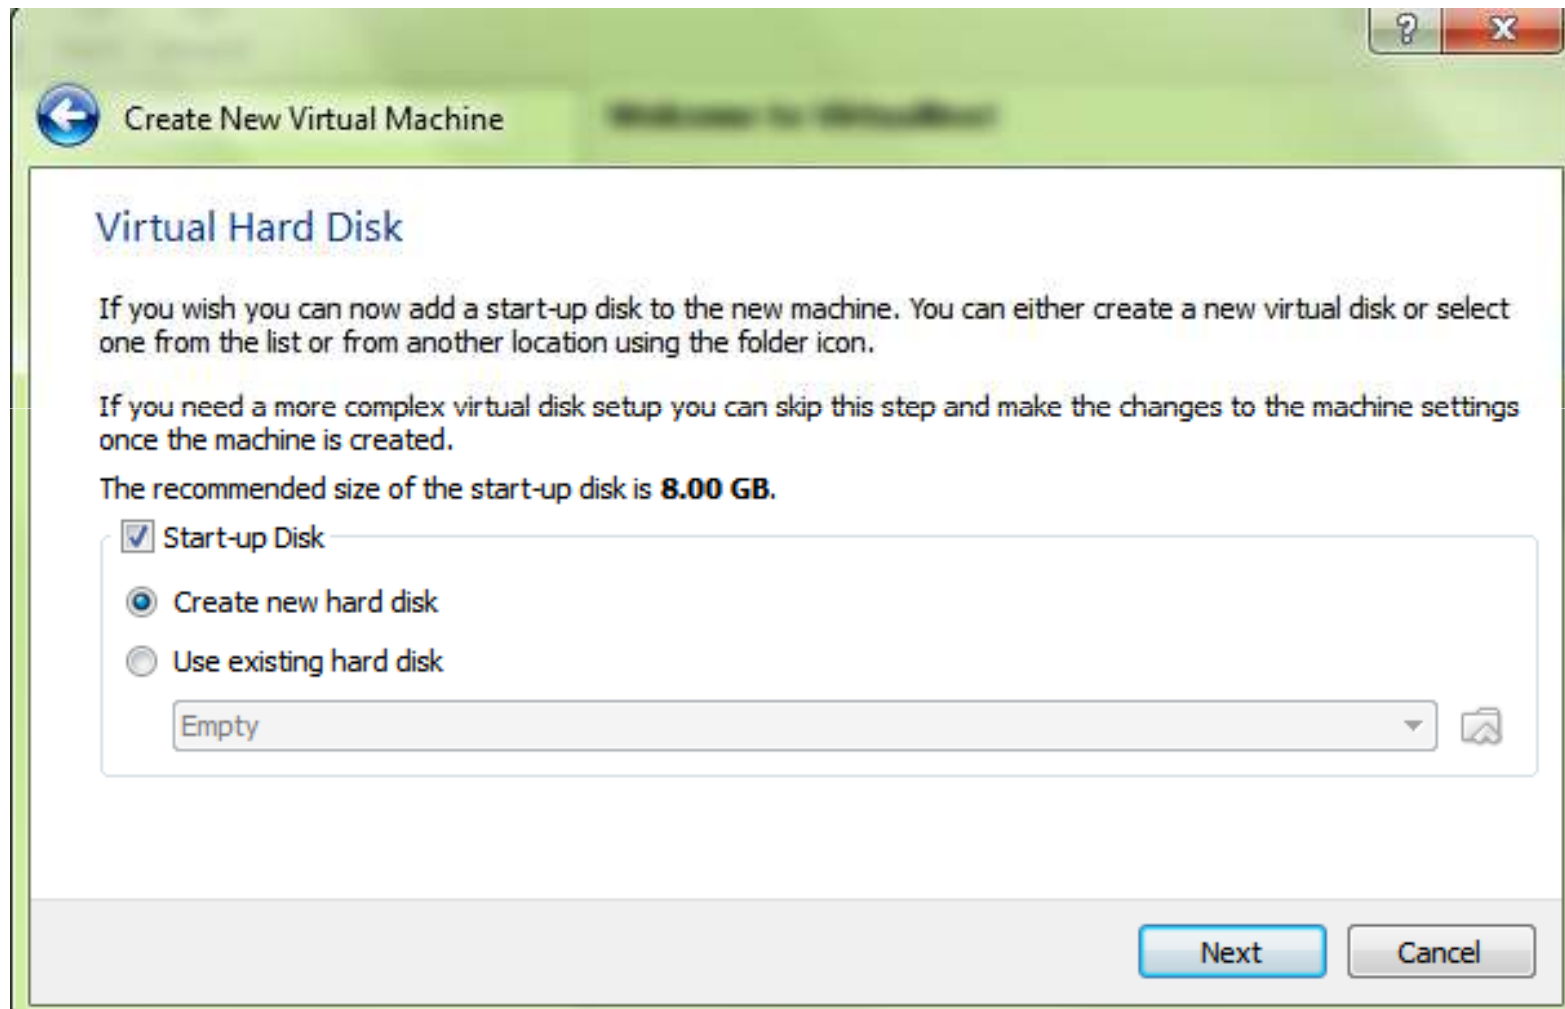 ?
X
Create New Virtual Machine
Welcome to VirtualBox!
Virtual Hard Disk
If you wish you can now add a start-up disk to the new machine. You can either create a new virtual disk or select
one from the list or from another location using the folder icon.
If you need a more complex virtual disk setup you can skip this step and make the changes to the machine settings
once the machine is created.
The recommended size of the start-up disk is 8.00 GB.
Start-up Disk
Create new hard disk
Use existing hard disk
Empty
Next
Cancel